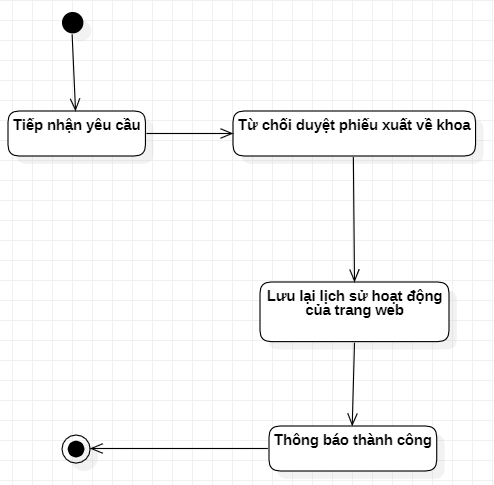 Tiếp nhận yêu cầu
Từ chối duyệt phiếu xuất về khoa
Lưu lại lịch sử hoạt động
của trang web
Thông báo thành công